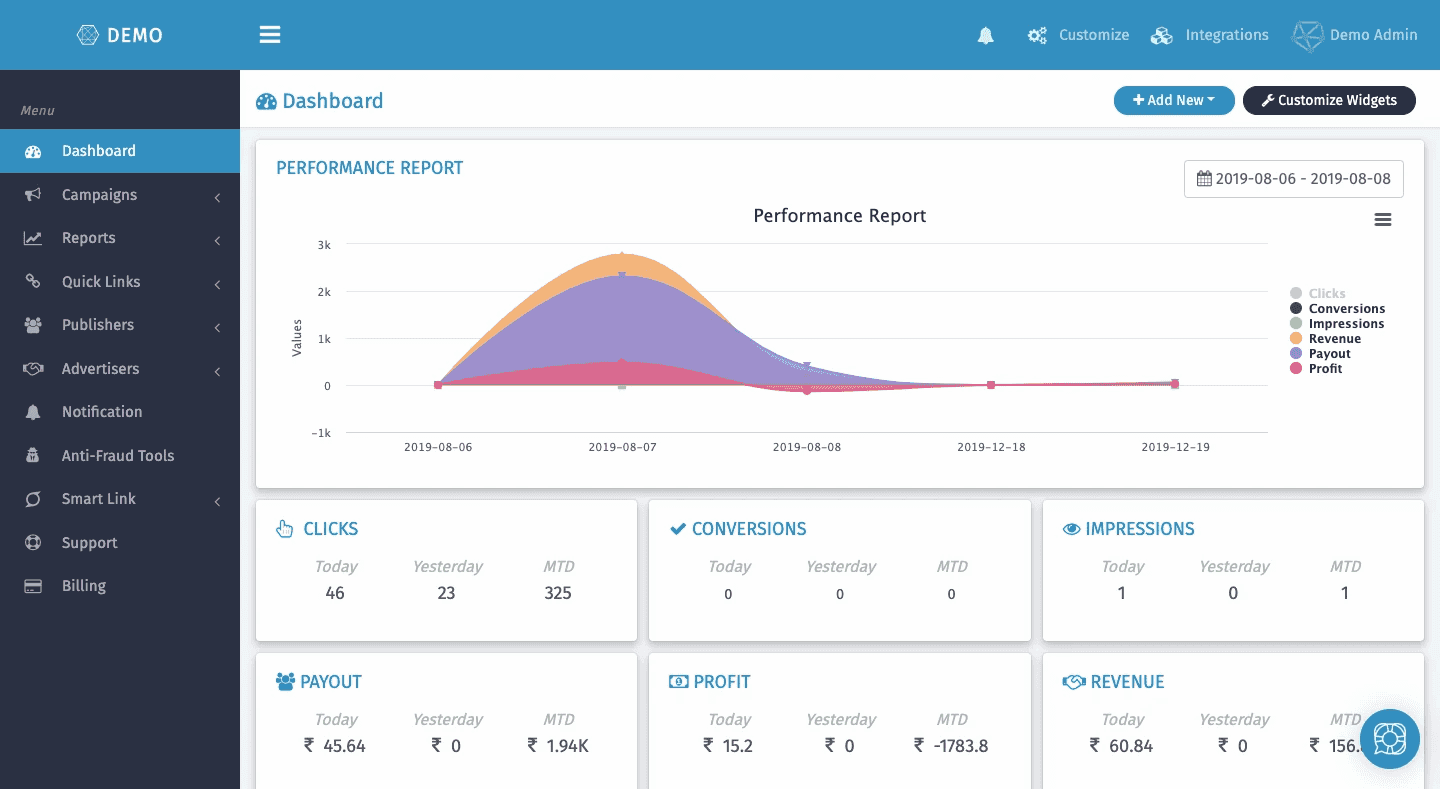 DEMO
Customize
Integrations
Demo Admin
Menu
Dashboard
Campaigns
Reports
Quick Links
Publishers
Advertisers
Notification
Anti-Fraud Tools
Smart Link
Support
Billing
Dashboard
Add New
Customize Widgets
PERFORMANCE REPORT
2019-08-06 - 2019-08-08
Performance Report
Values
3k
2k
1k
0
-1k
2019-08-06 2019-08-07 2019-08-08 2019-12-18 2019-12-19
Clicks
Conversions
Impressions
Revenue
Payout
Profit
CLICKS
Today Yesterday MTD
46 23 325
CONVERSIONS
Today Yesterday MTD
0 0 0
IMPRESSIONS
Today Yesterday MTD
1 0 1
PAYOUT
Today Yesterday MTD
₹ 45.64 ₹ 0 ₹ 1.94K
PROFIT
Today Yesterday MTD
₹ 15.2 ₹ 0 ₹ -1783.8
REVENUE
Today Yesterday MTD
₹ 60.84 ₹ 0 ₹